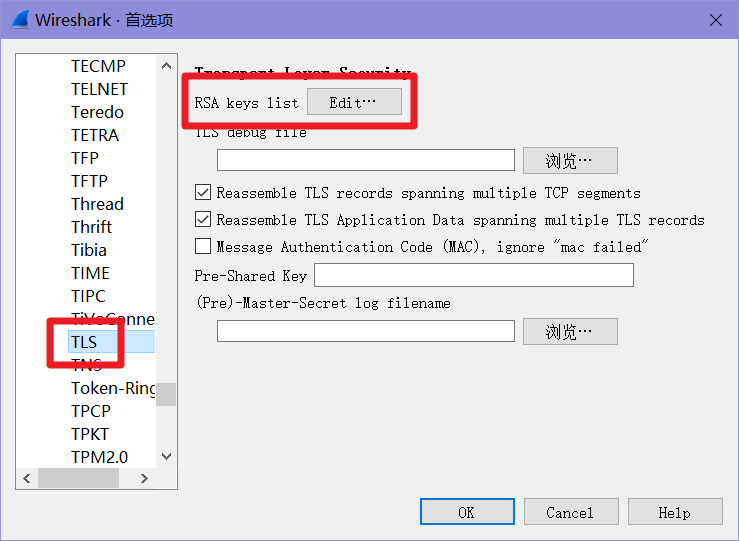 Wireshark · 首选项
TECMP
TELNET
Teredo
TETRA
TFP
TFTP
Thread
Thrift
Tibia
TIME
TIPC
TiVoConne
TLS
TNS
Token-Ring
TPCP
TPKT
TPM2.0
Transport Layer Security
RSA keys list Edit…
TLS debug file
浏览…
Reassemble TLS records spanning multiple TCP segments
Reassemble TLS Application Data spanning multiple TLS records
Message Authentication Code (MAC), ignore "mac failed"
Pre-Shared Key
(Pre)-Master-Secret log filename
浏览…
OK Cancel Help